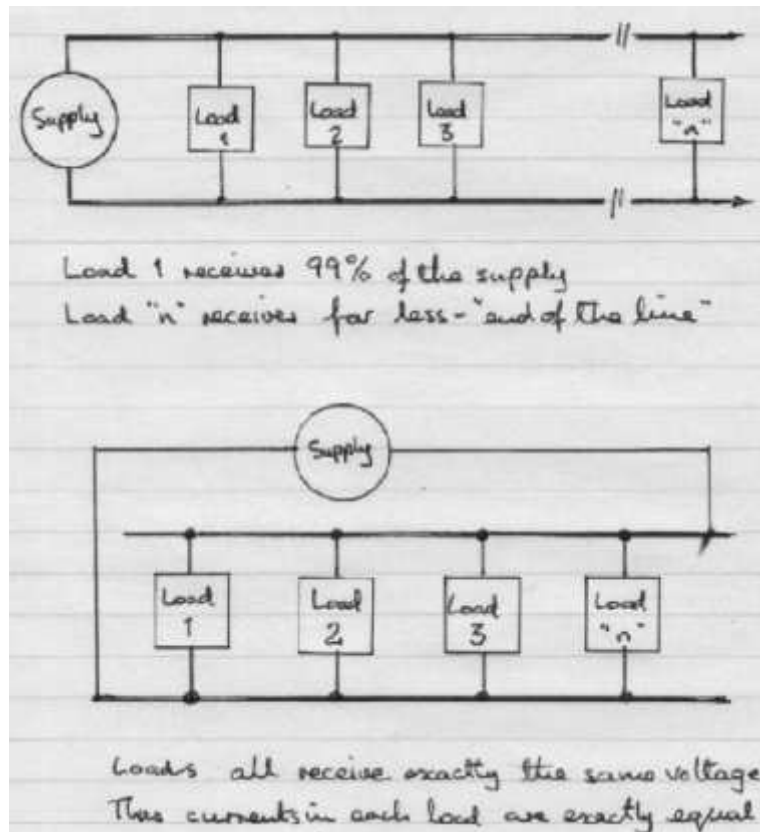 Supply
Load 1
Load 2
Load 3
Load "n"
Load 1 receives 99% of the supply
Load "n" receives far less - "end of the line"
Supply
Load 1
Load 2
Load 3
Load "n"
Loads all receive exactly the same voltage
Thus currents in each load are exactly equal